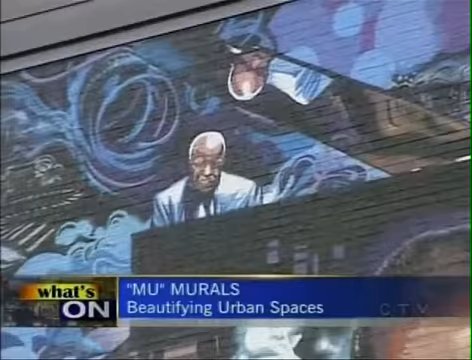 what's
ON
"MU" MURALS
Beautifying Urban Spaces
CTV